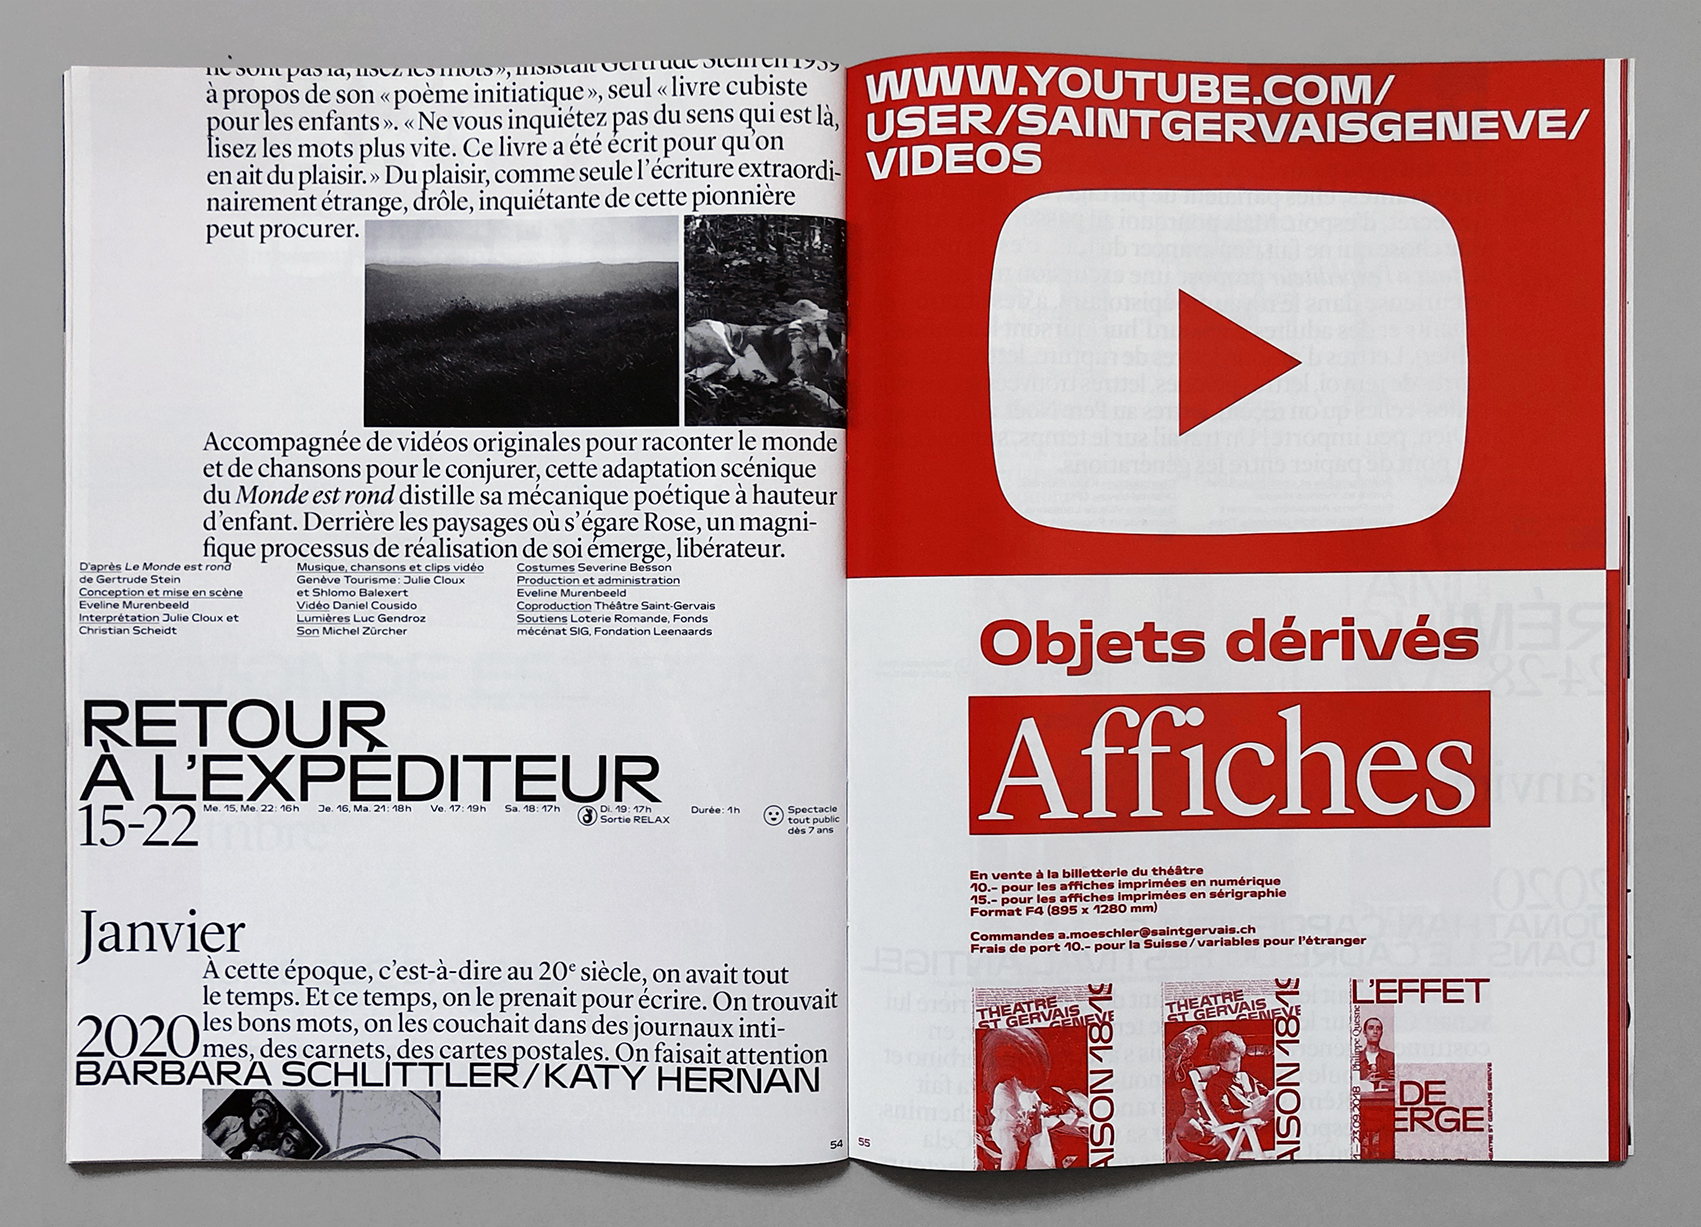 ne sont pas là, lisez les mots », insistait Gertrude Stein en 1939
à propos de son « poème initiatique », seul « livre cubiste
pour les enfants ». « Ne vous inquiétez pas du sens qui est là,
lisez les mots plus vite. Ce livre a été écrit pour qu'on
en ait du plaisir. » Du plaisir, comme seule l'écriture extraordi-
nairement étrange, drôle, inquiétante de cette pionnière
peut procurer.
Accompagnée de vidéos originales pour raconter le monde
et de chansons pour le conjurer, cette adaptation scénique
du Monde est rond distille sa mécanique poétique à hauteur
d'enfant. Derrière les paysages où s'égare Rose, un magni-
fique processus de réalisation de soi émerge, libérateur.
D'après Le Monde est rond
de Gertrude Stein
Conception et mise en scène
Eveline Murenbeeld
Interprétation Julie Cloux et
Christian Scheidt
Musique, chansons et clips vidéo
Genève Tourisme : Julie Cloux
et Shlomo Balexert
Vidéo Daniel Cousido
Lumières Luc Gendroz
Son Michel Zürcher
Costumes Severine Besson
Production et administration
Eveline Murenbeeld
Coproduction Théâtre Saint-Gervais
Soutiens Loterie Romande, Fonds
mécénat SIG, Fondation Leenaards
RETOUR
À L'EXPÉDITEUR
15-22
Me. 15, Me. 22 : 16h
Je. 16, Ma. 21 : 18h
Ve. 17 : 19h
Sa. 18 : 17h
Di. 19 : 17h
Sortie RELAX
Durée : 1h
Spectacle
tout public
dès 7 ans
Janvier
À cette époque, c'est-à-dire au 20e siècle, on avait tout
le temps. Et ce temps, on le prenait pour écrire. On trouvait
2020
les bons mots, on les couchait dans des journaux inti-
mes, des carnets, des cartes postales. On faisait attention
BARBARA SCHLITTLER/KATY HERNAN
54
WWW.YOUTUBE.COM/
USER/SAINTGERVAISGENEVE/
VIDEOS
Objets dérivés
Affiches
En vente à la billetterie du théâtre
10.- pour les affiches imprimées en numérique
15.- pour les affiches imprimées en sérigraphie
Format F4 (895 x 1280 mm)
Commandes a.moeschler@saintgervais.ch
Frais de port 10.- pour la Suisse / variables pour l'étranger
THEATRE
ST GERVAIS
GENEVE
AISON 18-19
THEATRE
ST GERVAIS
GENEVE
AISON 18-19
L'EFFET
Philippe Quesne
DE
ERGE
23.09.2018
55